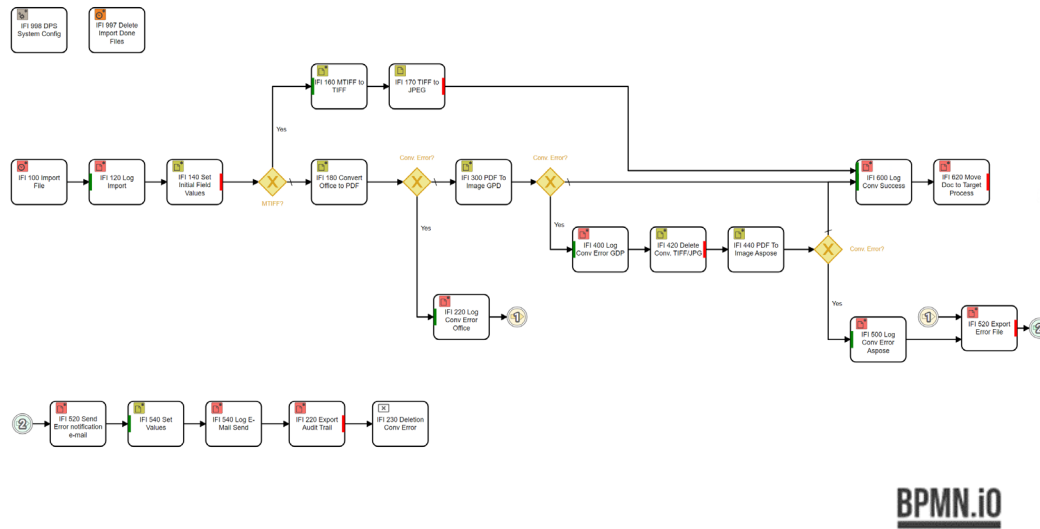 IFI 998 DPS
System Config
IFI 997 Delete
Import Done
Files
IFI 160 MTIFF to
TIFF
IFI 170 TIFF to
JPEG
Yes
IFI 100 Import
File
IFI 120 Log
Import
IFI 140 Set
Initial Field
Values
MTIFF?
IFI 180 Convert
Office to PDF
Conv. Error?
IFI 300 PDF To
Image GPD
Conv. Error?
IFI 600 Log
Conv Success
IFI 620 Move
Doc to Target
Process
Yes
Yes
IFI 400 Log
Conv Error GDP
IFI 420 Delete
Conv. TIFF/JPG
IFI 440 PDF To
Image Aspose
Conv. Error?
Yes
IFI 220 Log
Conv Error
Office
1
IFI 500 Log
Conv Error
Aspose
1
IFI 520 Export
Error File
2
2
IFI 520 Send
Error notification
e-mail
IFI 540 Set
Values
IFI 540 Log E-
Mail Send
IFI 220 Export
Audit Trail
IFI 230 Deletion
Conv Error
BPMN.iO